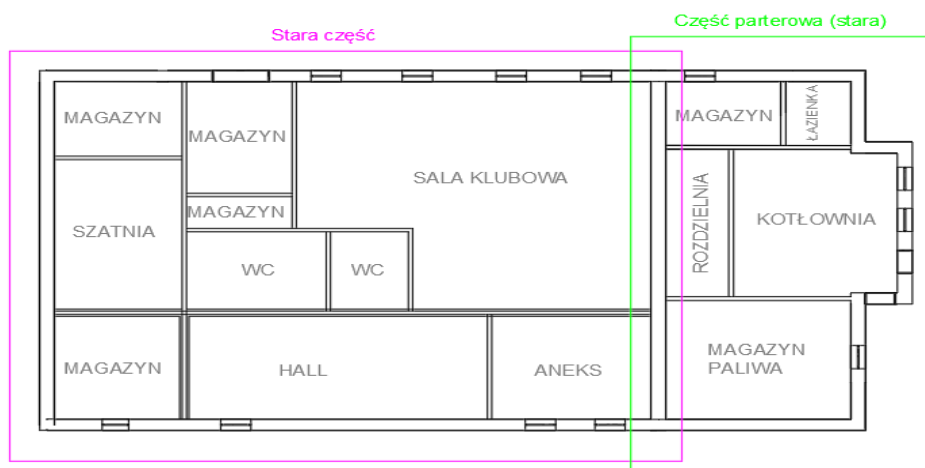 Część parterowa (stara)
Stara część
MAGAZYN
MAGAZYN
MAGAZYN
ŁAZIENKA
SALA KLUBOWA
ROZDZIELNIA
MAGAZYN
KOTŁOWNIA
SZATNIA
WC
WC
MAGAZYN
PALIWA
MAGAZYN
HALL
ANEKS